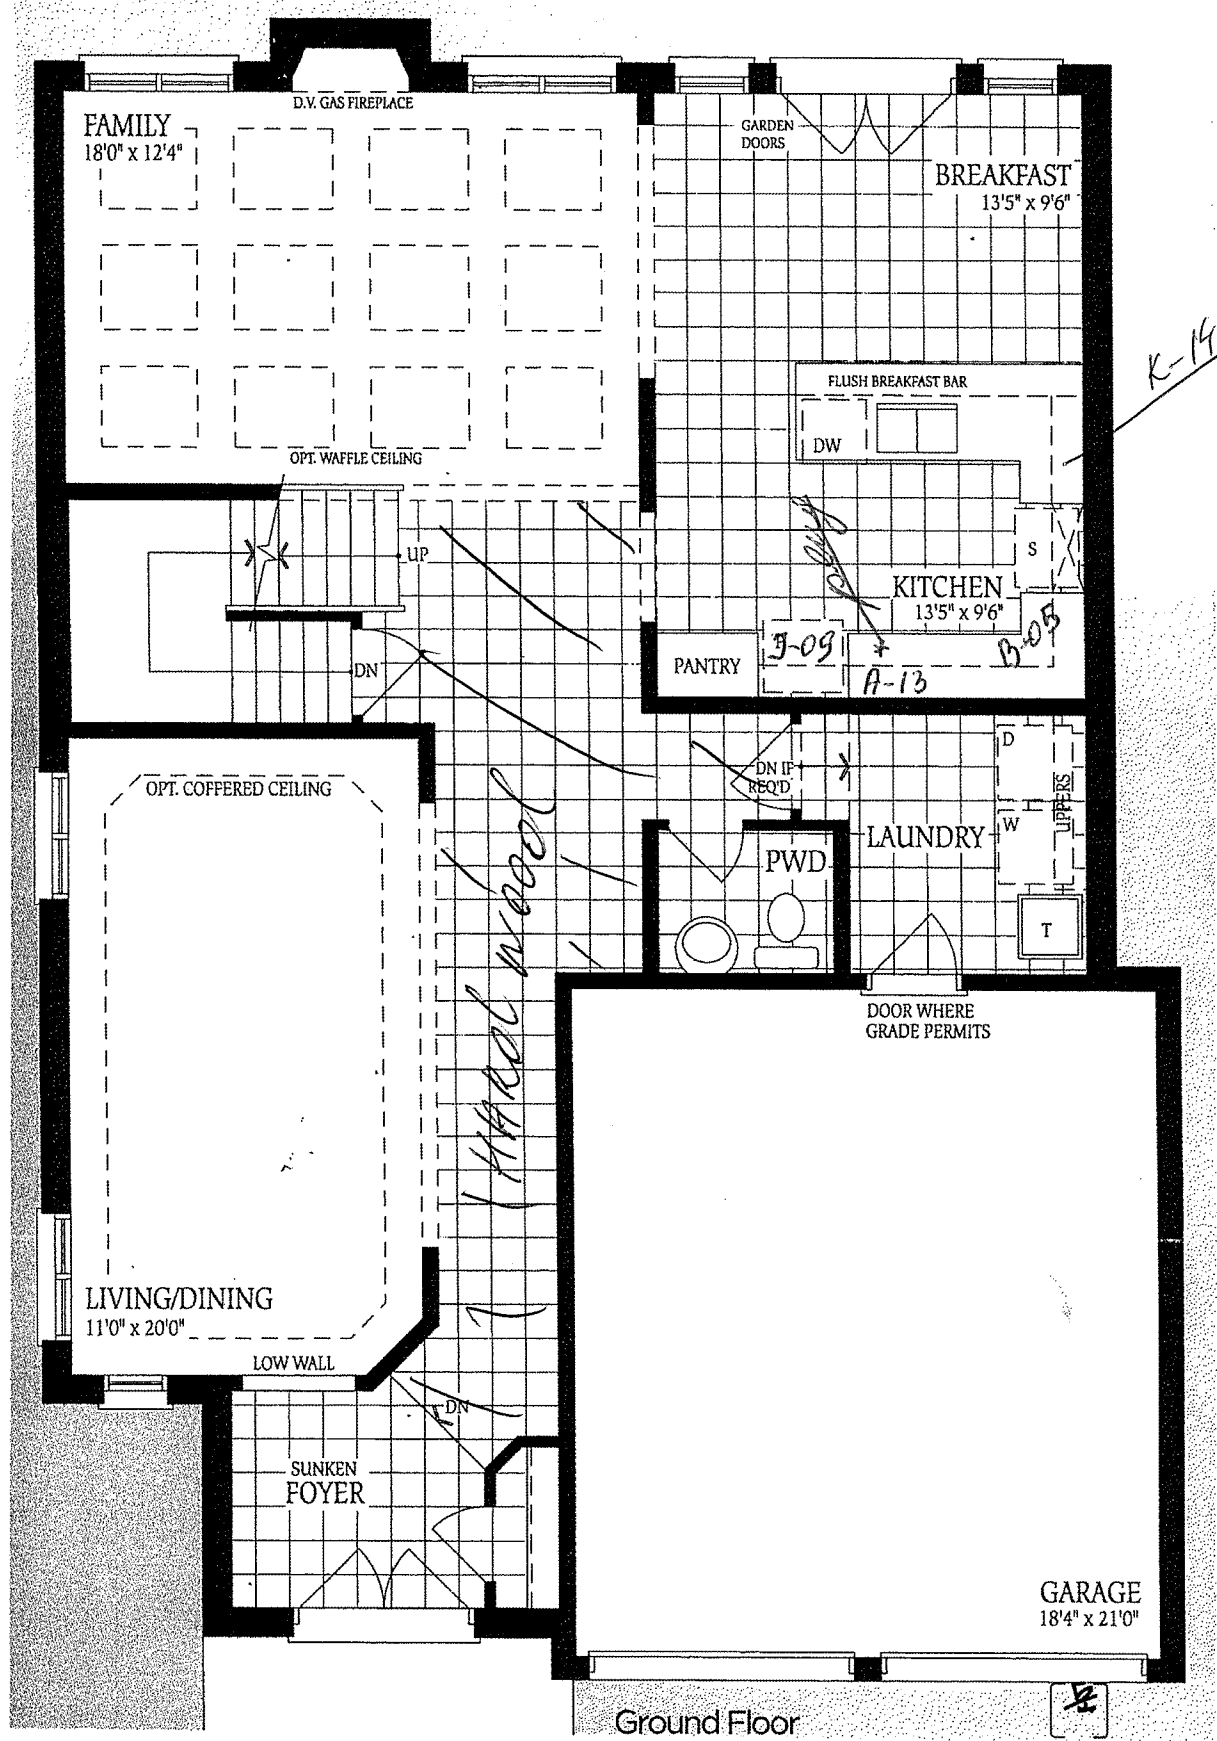 D.V. GAS FIREPLACE
FAMILY
18'0" x 12'4"
GARDEN
DOORS
BREAKFAST
13'5" x 9'6"
K-14
FLUSH BREAKFAST BAR
DW
OPT. WAFFLE CEILING
UP
S
KITCHEN
13'5" x 9'6"
B-05
J-09
PANTRY
A-13
DN
D
DN IF
REQ'D
UPPERS
OPT. COFFERED CEILING
W
LAUNDRY
PWD
T
Hard wood
DOOR WHERE
GRADE PERMITS
LIVING/DINING
11'0" x 20'0"
LOW WALL
DN
SUNKEN
FOYER
GARAGE
18'4" x 21'0"
Ground Floor